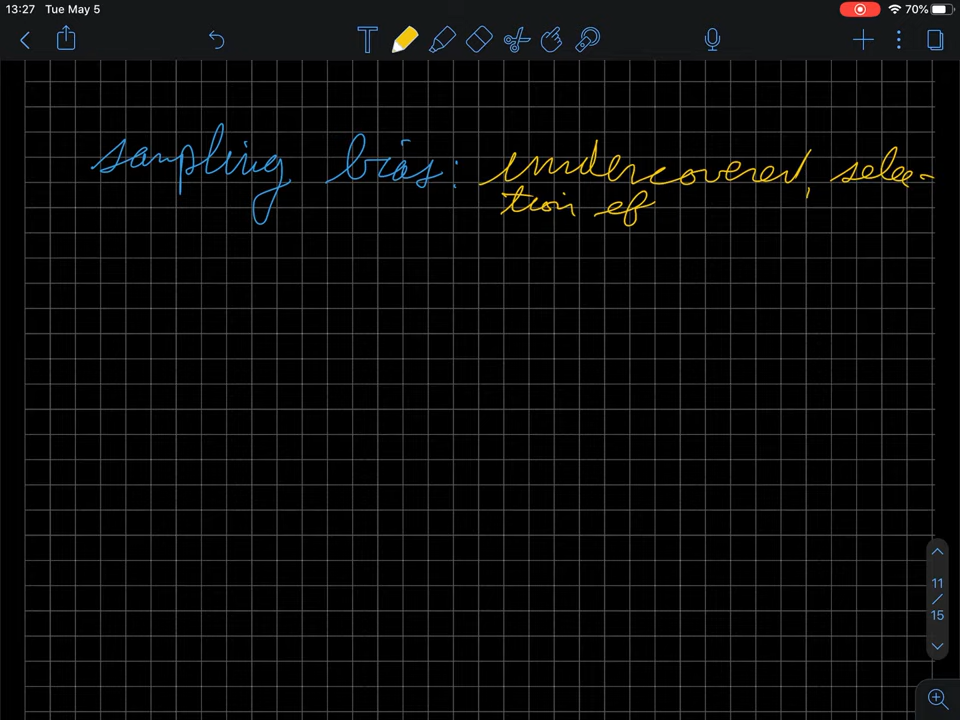 13:27 Tue May 5 70%
T
sampling bias: undercovered, selec-
tion ef
11
/
15